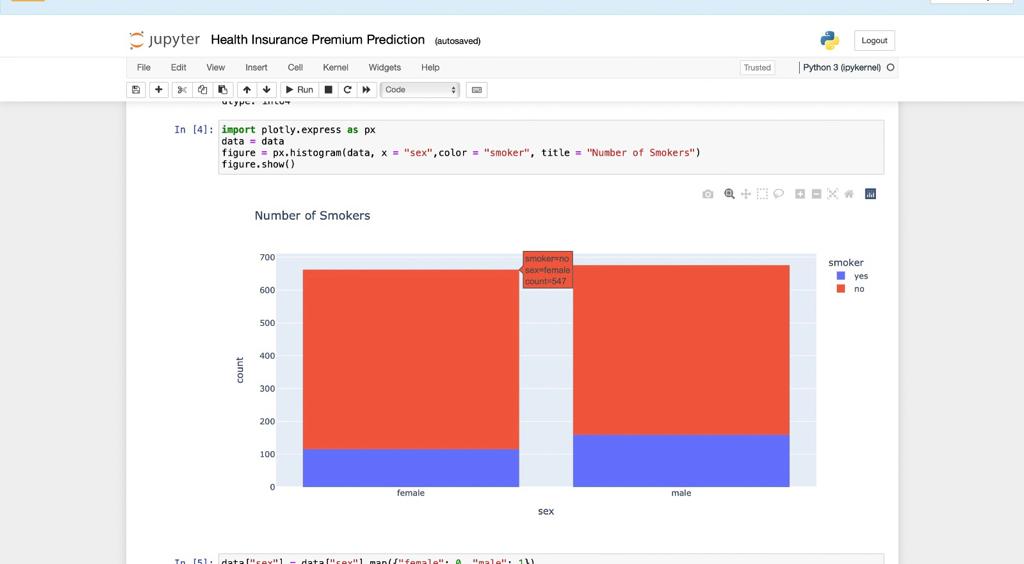 jupyter Health Insurance Premium Prediction (autosaved)
Logout
File Edit View Insert Cell Kernel Widgets Help
Trusted
Python 3 (ipykernel)
Run
Code
In [4]: import plotly.express as px
data = data
figure = px.histogram(data, x = "sex",color = "smoker", title = "Number of Smokers")
figure.show()
Number of Smokers
700
600
500
400
300
200
100
0
count
smoker=no
sex=female
count=547
smoker
yes
no
female male
sex
In [5]: data["sex"] = data["sex"].map({"female": 0, "male": 1})